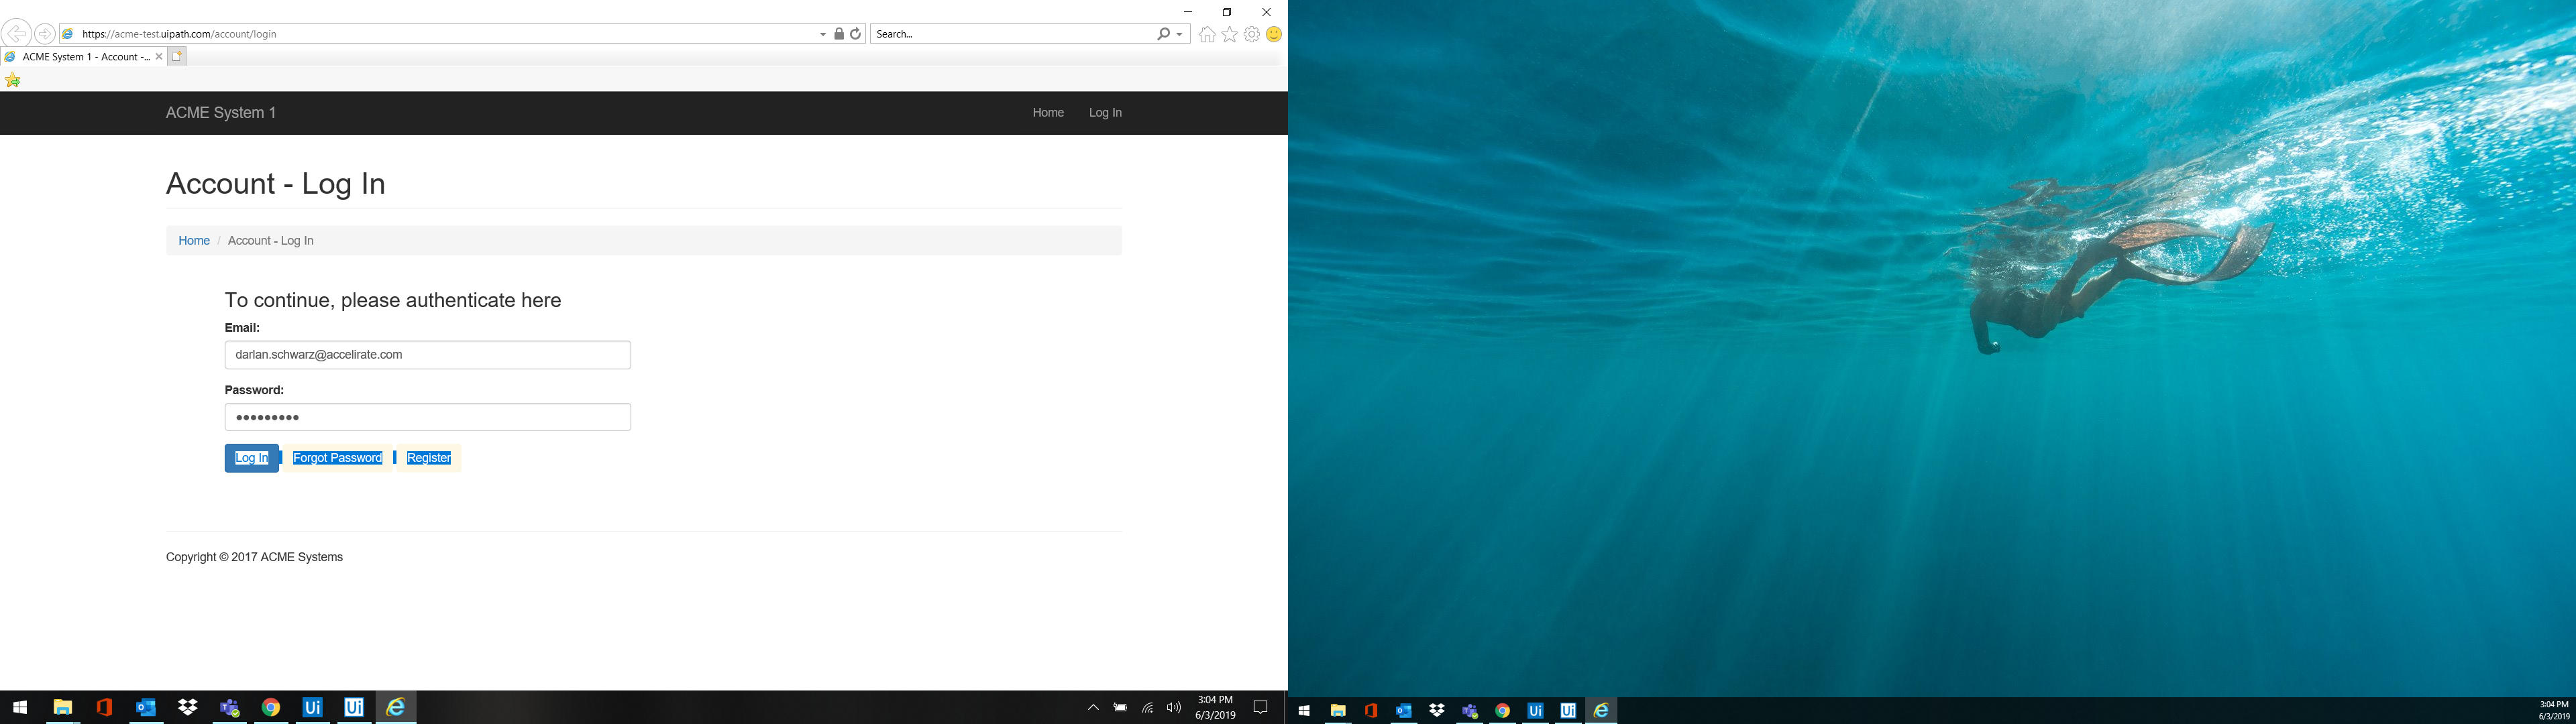 https://acme-test.uipath.com/account/login
Search...
ACME System 1 - Account -...
ACME System 1
Home
Log In
Account - Log In
Home / Account - Log In
To continue, please authenticate here
Email:
darlan.schwarz@accelirate.com
Password:
●●●●●●●●●
Log In
Forgot Password
Register
Copyright © 2017 ACME Systems
Ui
Ui
3:04 PM
6/3/2019
Ui
Ui
3:04 PM
6/3/2019